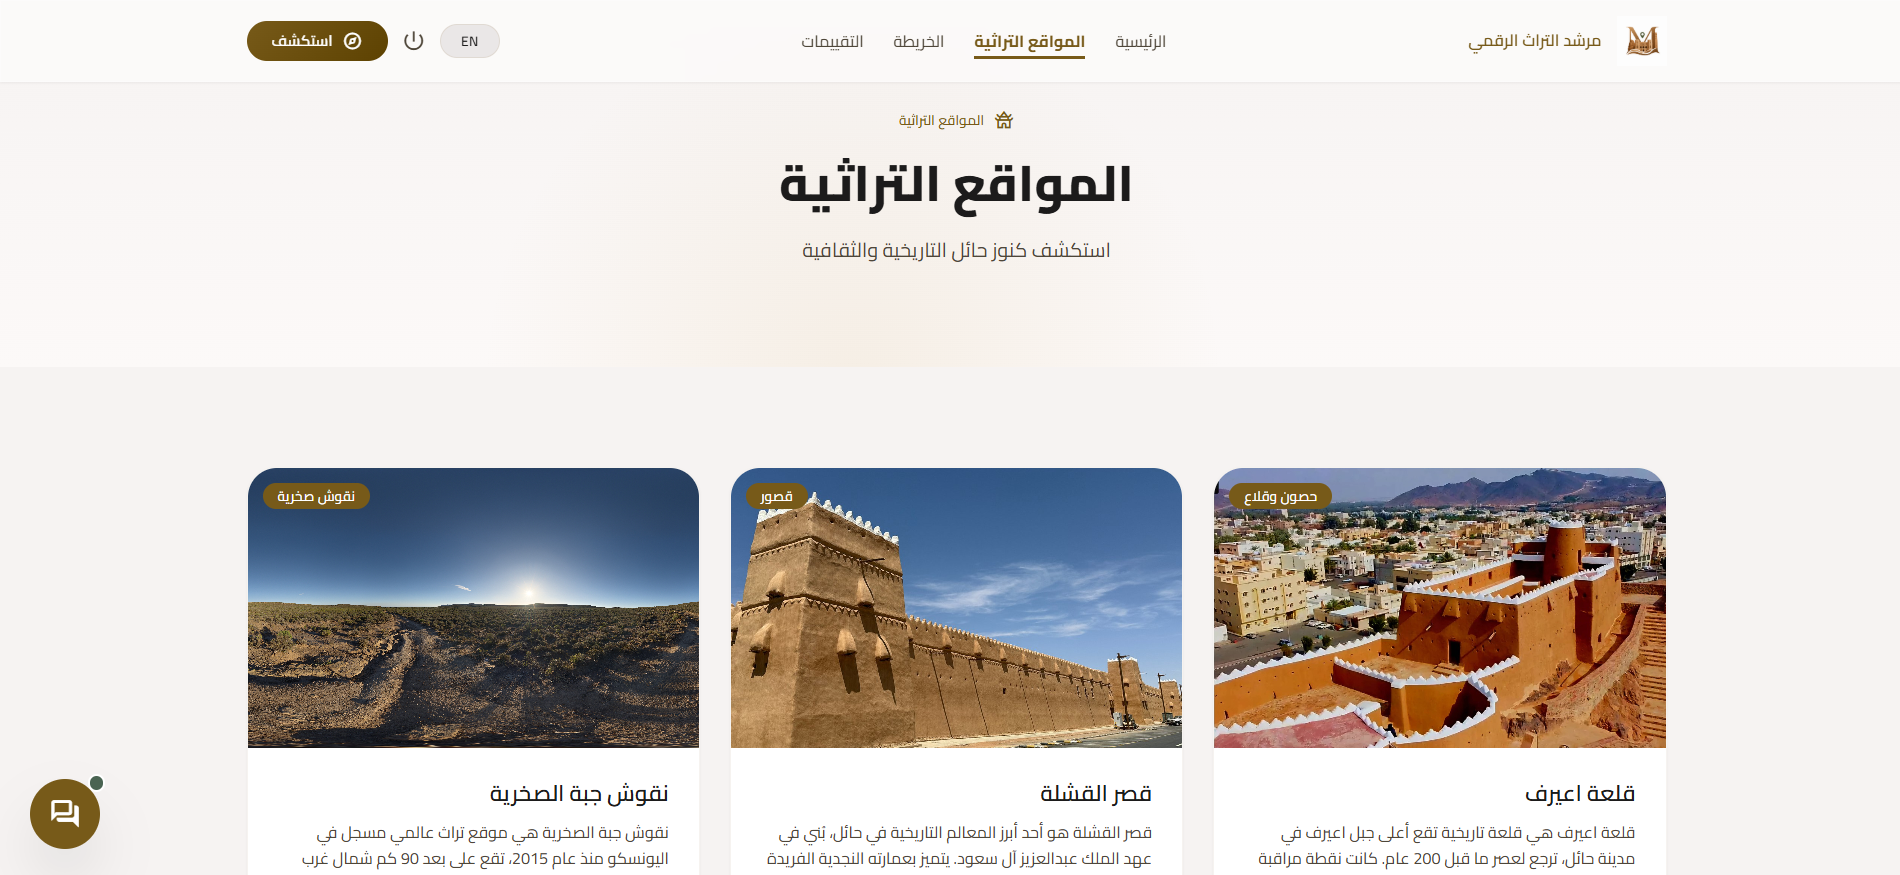 مرشد التراث الرقمي
الرئيسية
المواقع التراثية
الخريطة
التقييمات
EN
استكشف
المواقع التراثية
المواقع التراثية
استكشف كنوز حائل التاريخية والثقافية
حصون وقلاع
قلعة اعيرف
قلعة اعيرف هي قلعة تاريخية تقع أعلى جبل اعيرف في
مدينة حائل، ترجع لعصر ما قبل 200 عام. كانت نقطة مراقبة
قصور
قصر القشلة
قصر القشلة هو أحد أبرز المعالم التاريخية في حائل، بُني في
عهد الملك عبدالعزيز آل سعود. يتميز بعمارته النجدية الفريدة
نقوش صخرية
نقوش جبة الصخرية
نقوش جبة الصخرية هي موقع تراث عالمي مسجل في
اليونسكو منذ عام 2015، تقع على بعد 90 كم شمال غرب